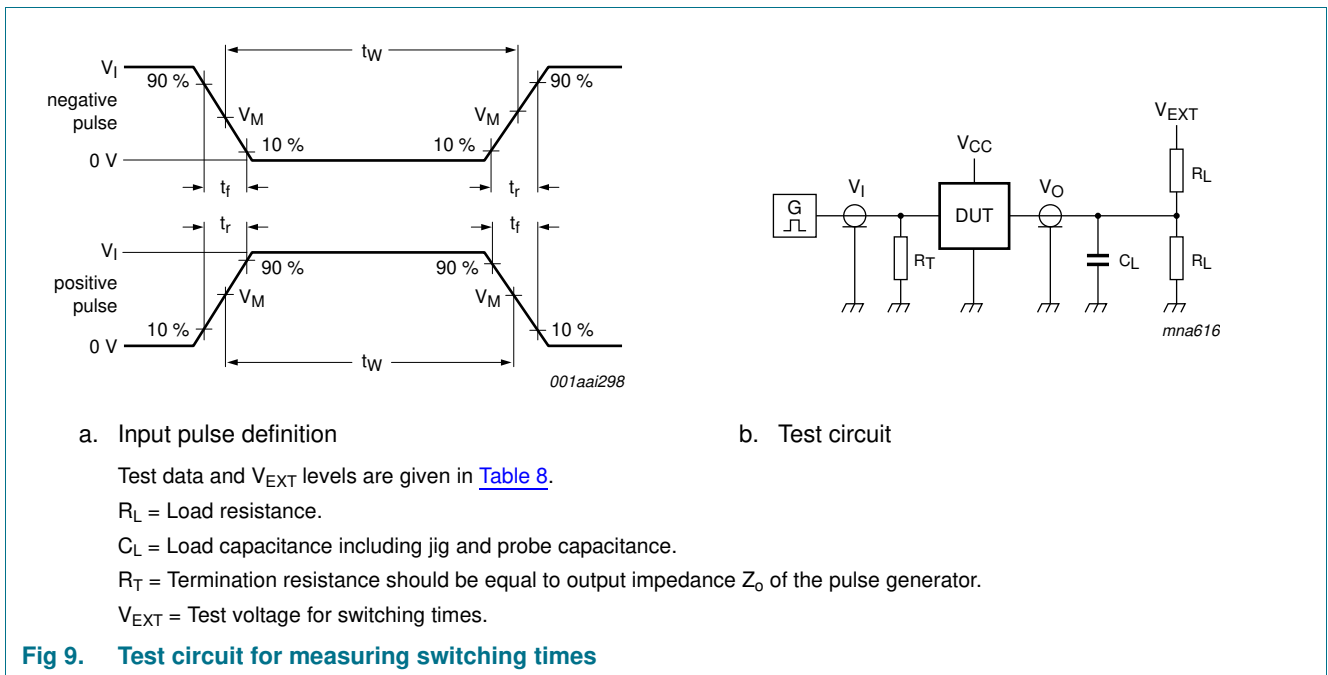 tW
VI
90 %
90 %
negative
pulse
VM
VM
10 %
10 %
0 V
tf
tr
tr
tf
VI
90 %
90 %
positive
pulse
VM
VM
10 %
10 %
0 V
tW
001aai298
VEXT
VCC
RL
VI
VO
G
DUT
RT
CL
RL
mna616
a. Input pulse definition
b. Test circuit
Test data and VEXT levels are given in Table 8.
RL = Load resistance.
CL = Load capacitance including jig and probe capacitance.
RT = Termination resistance should be equal to output impedance Zo of the pulse generator.
VEXT = Test voltage for switching times.
Fig 9. Test circuit for measuring switching times